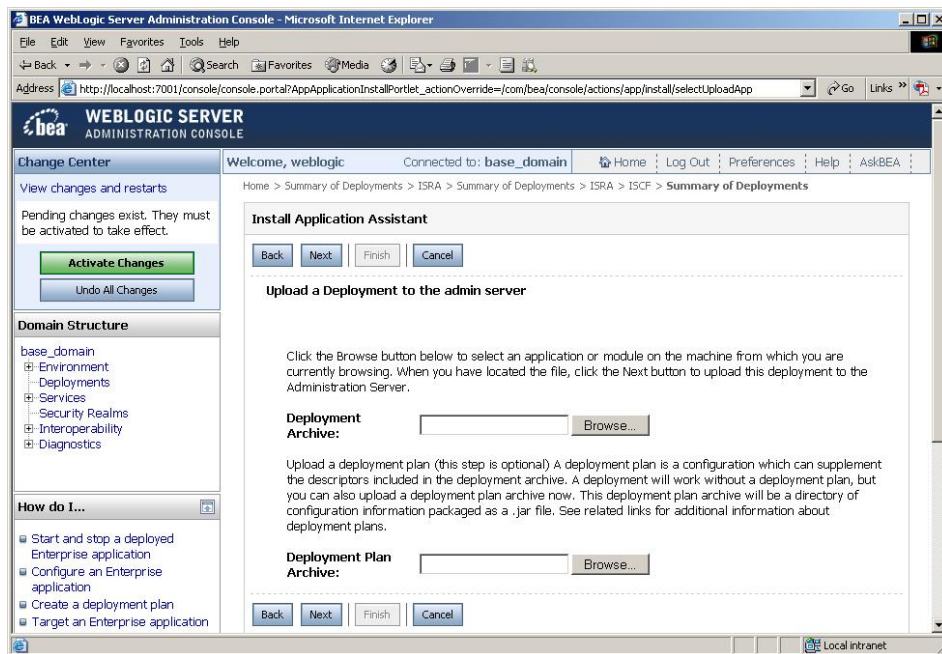 BEA WebLogic Server Administration Console - Microsoft Internet Explorer
File Edit View Favorites Tools Help
Back Search Favorites Media
Address http://localhost:7001/console/console.portal?AppApplicationInstallPortlet_actionOverride=/com/bea/console/actions/app/install/selectUploadApp Go Links »
bea WEBLOGIC SERVER
ADMINISTRATION CONSOLE
Change Center
View changes and restarts
Pending changes exist. They must
be activated to take effect.
Activate Changes
Undo All Changes
Domain Structure
base_domain
Environment
Deployments
Services
Security Realms
Interoperability
Diagnostics
How do I...
Start and stop a deployed
Enterprise application
Configure an Enterprise
application
Create a deployment plan
Target an Enterprise application
Welcome, weblogic Connected to: base_domain Home Log Out Preferences Help AskBEA
Home > Summary of Deployments > ISRA > Summary of Deployments > ISRA > ISCF > Summary of Deployments
Install Application Assistant
Back Next Finish Cancel
Upload a Deployment to the admin server
Click the Browse button below to select an application or module on the machine from which you are
currently browsing. When you have located the file, click the Next button to upload this deployment to the
Administration Server.
Deployment
Archive:
Browse...
Upload a deployment plan (this step is optional) A deployment plan is a configuration which can supplement
the descriptors included in the deployment archive. A deployment will work without a deployment plan, but
you can also upload a deployment plan archive now. This deployment plan archive will be a directory of
configuration information packaged as a .jar file. See related links for additional information about
deployment plans.
Deployment Plan
Archive:
Browse...
Back Next Finish Cancel
Local intranet